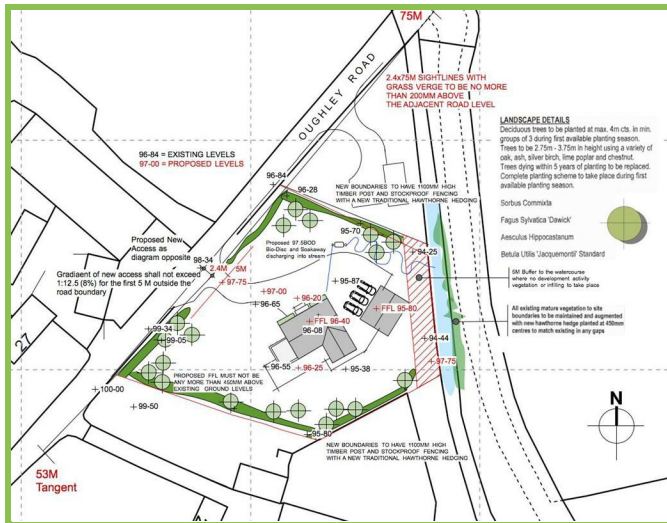 75M
OUGHLEY ROAD
2.4x75M SIGHTLINES WITH
GRASS VERGE TO BE NO MORE
THAN 200MM ABOVE
THE ADJACENT ROAD LEVEL
LANDSCAPE DETAILS
Deciduous trees to be planted at max. 4m cts. in min.
groups of 3 during first available planting season.
Trees to be 2.75m - 3.75m in height using a variety of
oak, ash, silver birch, lime poplar and chestnut.
Trees dying within 5 years of planting to be replaced.
Complete planting scheme to take place during first
available planting season.
Sorbus Commixta
Fagus Sylvatica 'Dawick'
Aesculus Hippocastanum
Betula Utilis 'Jacquemontii' Standard
96-84 = EXISTING LEVELS
97-00 = PROPOSED LEVELS
96-84
96-28
NEW BOUNDARIES TO HAVE 1100MM HIGH
TIMBER POST AND STOCKPROOF FENCING
WITH A NEW TRADITIONAL HAWTHORNE HEDGING
95-70
94-25
Proposed New
Access as
diagram opposite
98-34
2.4M
5M
97-75
Gradiaent of new access shall not exceed
1:12.5 (8%) for the first 5 M outside the
road boundary
Proposed 97.5BOD
Bio-Disc and Soakaway
discharging into stream
5M Buffer to the watercourse
where no development activity
vegetation or infilling to take place
97-00
96-65
96-20
95-87
FFL 96-40
96-08
FFL 95-80
All existing mature vegetation to site
boundaries to be maintained and augmented
with new hawthorne hedge planted at 450mm
centres to match existing in any gaps
99-34
99-05
94-44
97-75
96-55
96-25
95-38
PROPOSED FFL MUST NOT BE
ANY MORE THAN 450MM ABOVE
EXISTING GROUND LEVELS
27
100-00
99-50
95-80
NEW BOUNDARIES TO HAVE 1100MM HIGH
TIMBER POST AND STOCKPROOF FENCING
WITH A NEW TRADITIONAL HAWTHORNE HEDGING
N
53M
Tangent